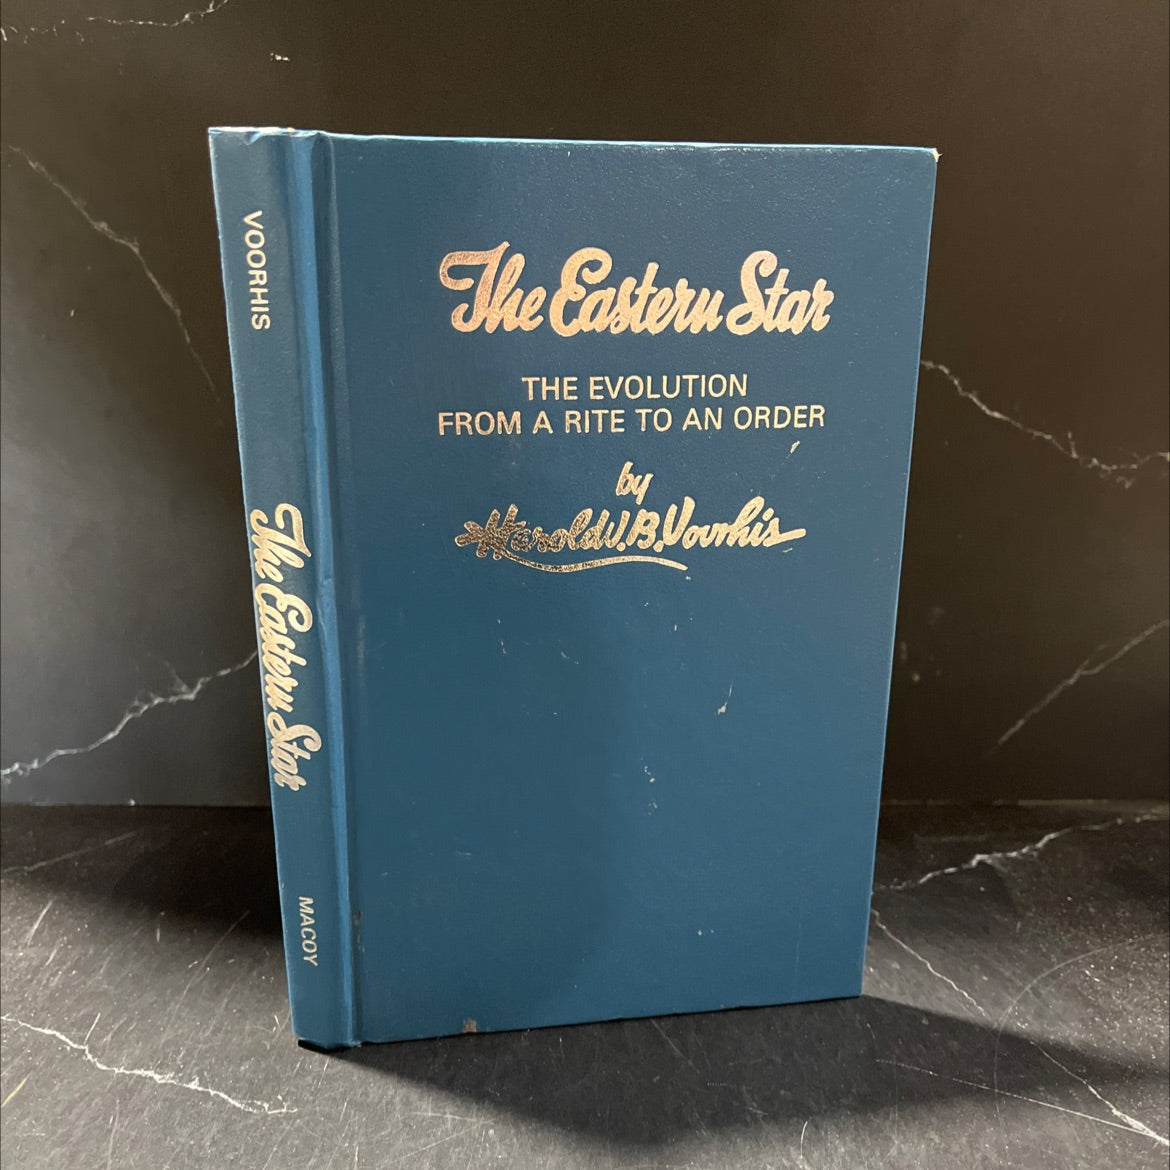 VOORHIS
The Eastern Star
MACOY
The Eastern Star
THE EVOLUTION
FROM A RITE TO AN ORDER
by
Harold V.B. Voorhis